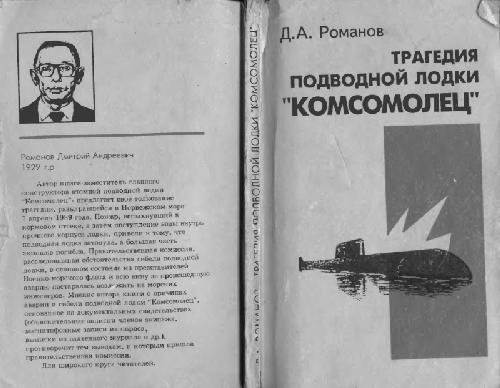 Романов Дмитрий Андреевич
1929 г.р
Автор книги-заместитель главного
конструктора атомной подводной лодки
"Комсомолец"- предлагает свое толкование
трагедии, разыгравшейся в Норвежском море
7 апреля 1989 года. Пожар, вспыхнувший в
кормовом отсеке, а затем поступление воды внутрь
прочного корпуса лодки, привели к тому, что
подводная лодка затонула, а большая часть
экипажа погибла. Правительственная комиссия,
расследовавшая обстоятельства гибели подводной
лодки, в основном состояла из представителей
Военно-морского флота и всю вину за происшедшую
аварию постаралась возложить на морских
инженеров. Мнение автора книги о причинах
аварии и гибели подводной лодки "Комсомолец",
основанное на документальных свидетельствах
(объяснительные записки членов экипажа,
магнитофонные записи их опроса,
выписки из вахтенного журнала и др.),
противоречит тем выводам, к которым пришла
правительственная комиссия.
Для широкого круга читателей.
Д.А. РОМАНОВ ТРАГЕДИЯ ПОДВОДНОЙ ЛОДКИ "КОМСОМОЛЕЦ"
Д.А. Романов
ТРАГЕДИЯ
ПОДВОДНОЙ ЛОДКИ
"КОМСОМОЛЕЦ"